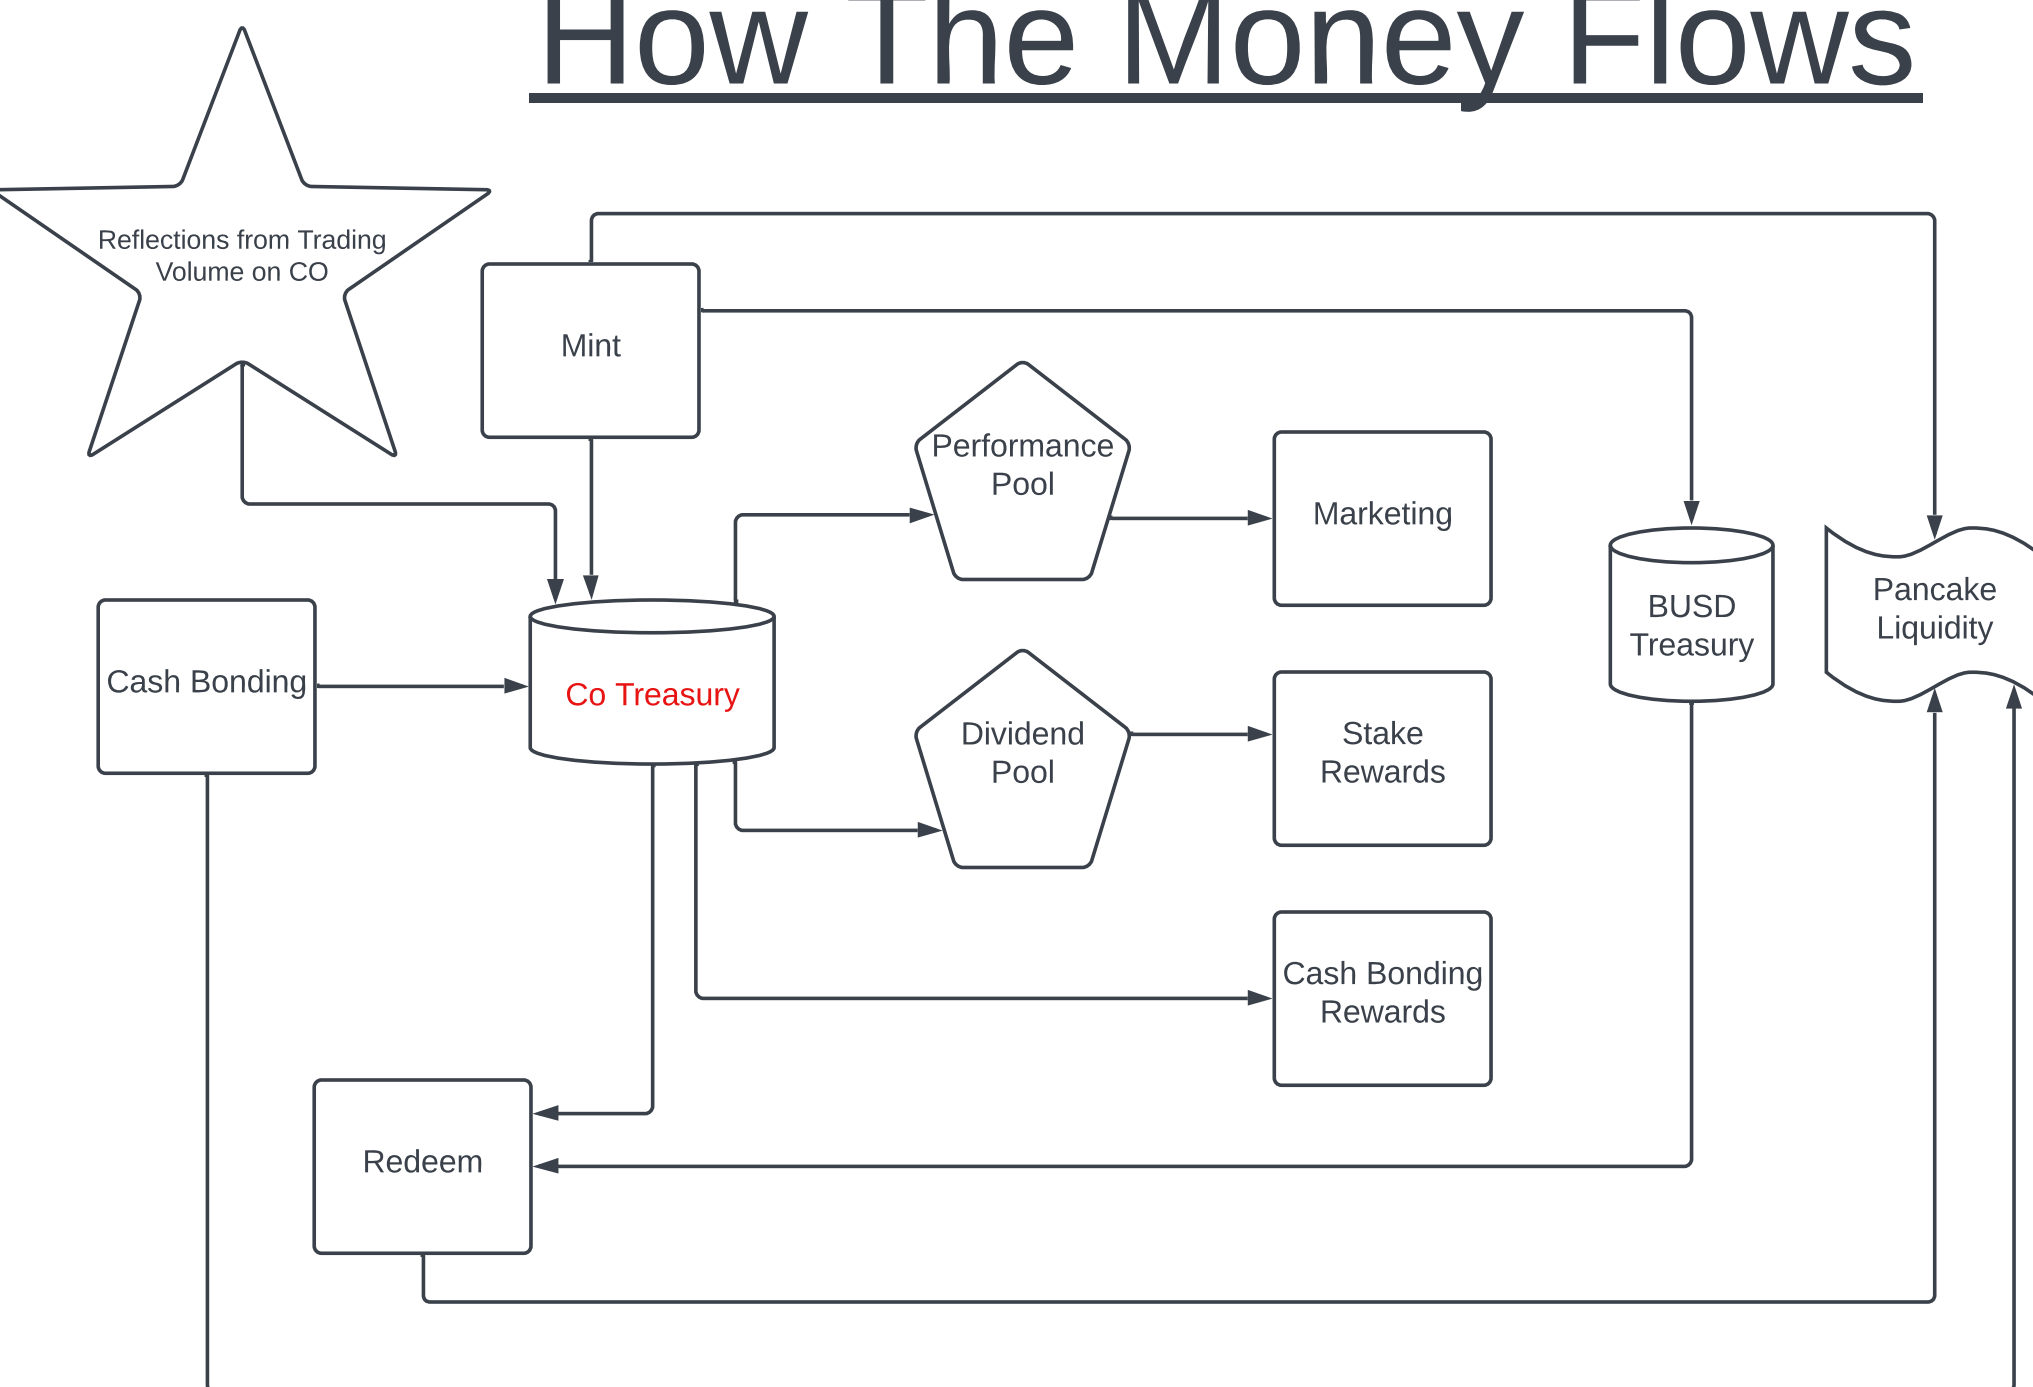 How The Money Flows
Reflections from Trading
Volume on CO
Mint
Performance
Pool
Marketing
BUSD
Treasury
Pancake
Liquidity
Cash Bonding
Co Treasury
Dividend
Pool
Stake
Rewards
Cash Bonding
Rewards
Redeem